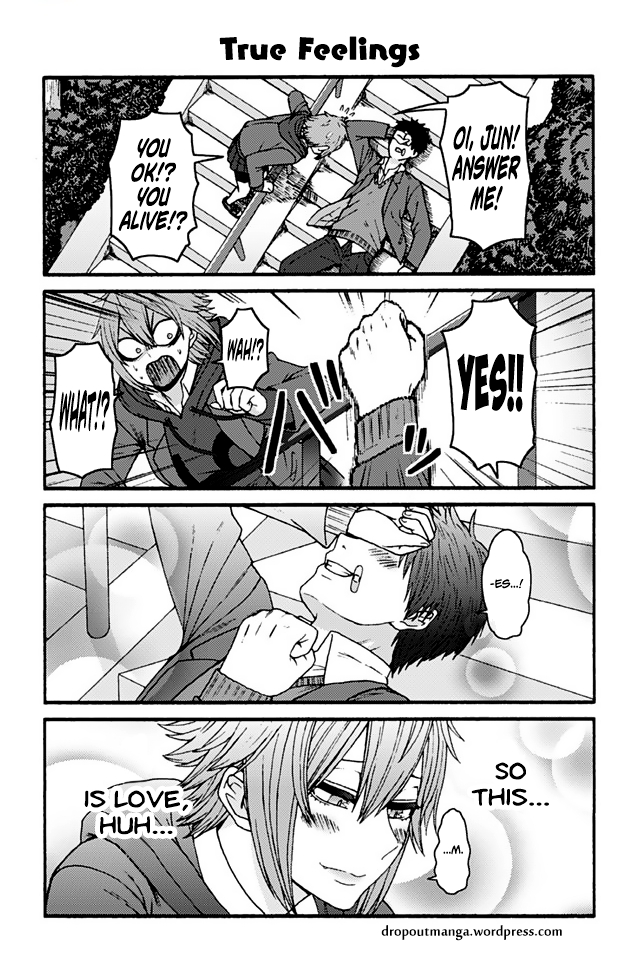 True Feelings
OI, JUN!
ANSWER
ME!
YOU
OK!?
YOU
ALIVE!?
YES!!
WAH!?
WHAT!?
-ES...!
SO
THIS...
...M.
IS LOVE,
HUH...
dropoutmanga.wordpress.com